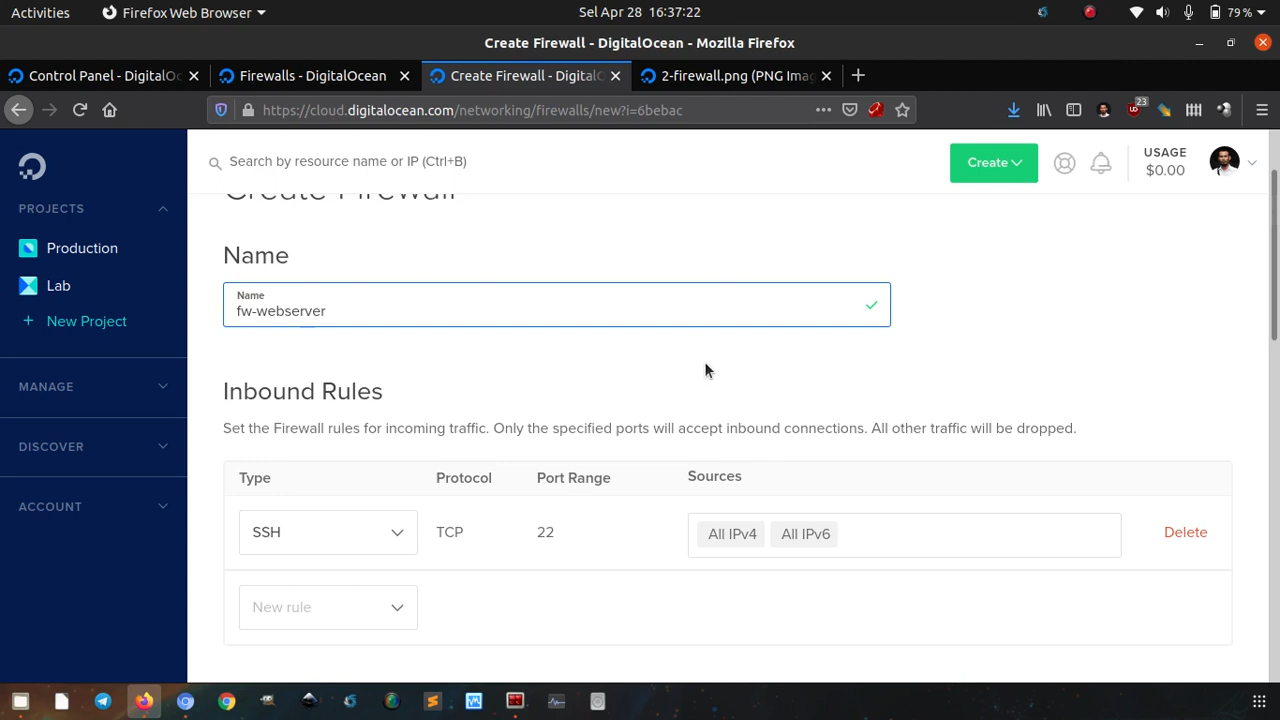 Activities
Firefox Web Browser
Sel Apr 28 16:37:22
79 %
Create Firewall - DigitalOcean - Mozilla Firefox
Control Panel - DigitalOc
Firewalls - DigitalOcean
Create Firewall - DigitalO
2-firewall.png (PNG Imag
https://cloud.digitalocean.com/networking/firewalls/new?i=6bebac
23
Search by resource name or IP (Ctrl+B)
Create
USAGE
$0.00
PROJECTS
Production
Lab
+ New Project
MANAGE
DISCOVER
ACCOUNT
Create Firewall
Name
Name
fw-webserver
Inbound Rules
Set the Firewall rules for incoming traffic. Only the specified ports will accept inbound connections. All other traffic will be dropped.
Type Protocol Port Range Sources
SSH TCP 22 All IPv4 All IPv6 Delete
New rule